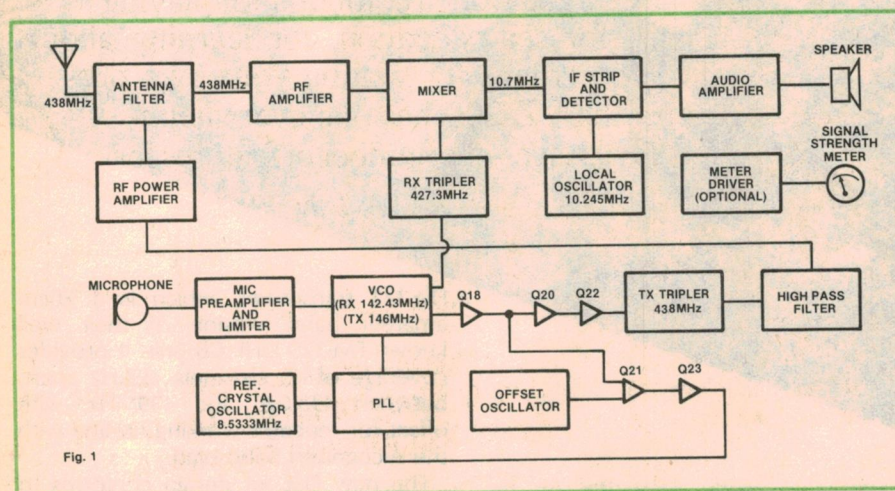 SPEAKER
438MHz
ANTENNA
FILTER
438MHz
RF
AMPLIFIER
MIXER
10.7MHz
IF STRIP
AND
DETECTOR
AUDIO
AMPLIFIER
SIGNAL
STRENGTH
METER
RF POWER
AMPLIFIER
RX TRIPLER
427.3MHz
LOCAL
OSCILLATOR
10.245MHz
METER
DRIVER
(OPTIONAL)
MICROPHONE
MIC
PREAMPLIFIER
AND
LIMITER
VCO
(RX 142.43MHz)
(TX 146MHz)
Q18
Q20
Q22
TX TRIPLER
438MHz
HIGH PASS
FILTER
REF.
CRYSTAL
OSCILLATOR
8.5333MHz
PLL
OFFSET
OSCILLATOR
Q21
Q23
Fig. 1